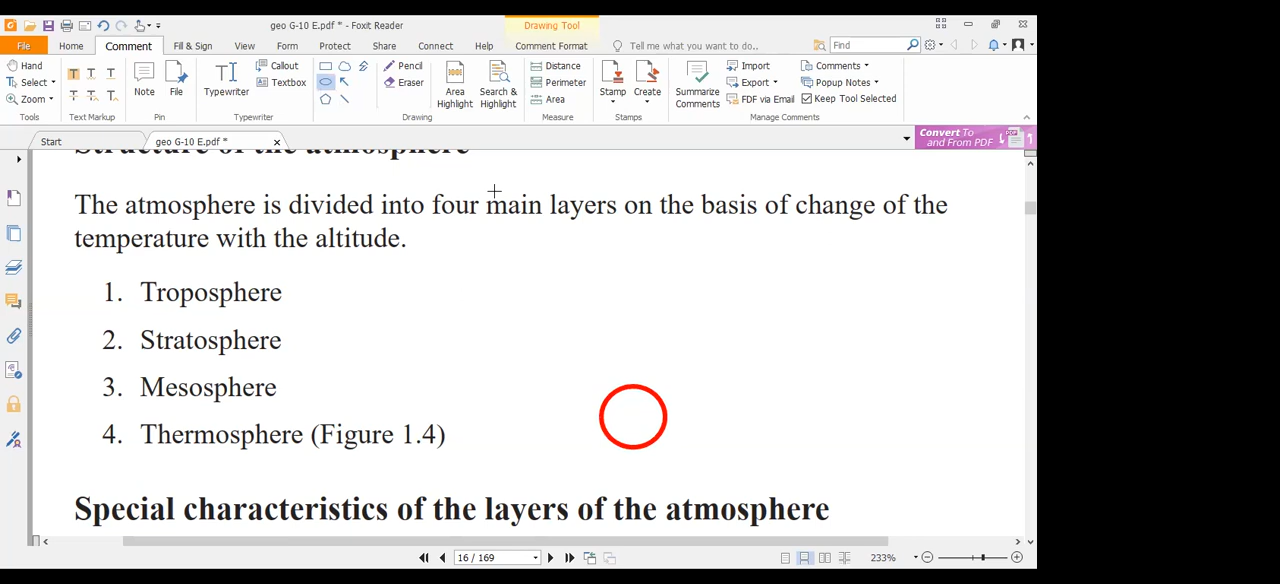 geo G-10 E.pdf * - Foxit Reader
Drawing Tool
File Home Comment Fill & Sign View Form Protect Share Connect Help Comment Format Tell me what you want to do.. Find
Hand Select Zoom Tools
Text Markup
Note File Pin
Typewriter Callout Textbox Typewriter
Pencil Eraser Area Highlight Search & Highlight Drawing
Distance Perimeter Area Measure
Stamp Create Stamps
Summarize Comments Import Export FDF via Email Comments Popup Notes Keep Tool Selected Manage Comments
Start geo G-10 E.pdf * Convert To and From PDF
Structure of the atmosphere
The atmosphere is divided into four main layers on the basis of change of the
temperature with the altitude.
1. Troposphere
2. Stratosphere
3. Mesosphere
4. Thermosphere (Figure 1.4)
Special characteristics of the layers of the atmosphere
16 / 169 233%